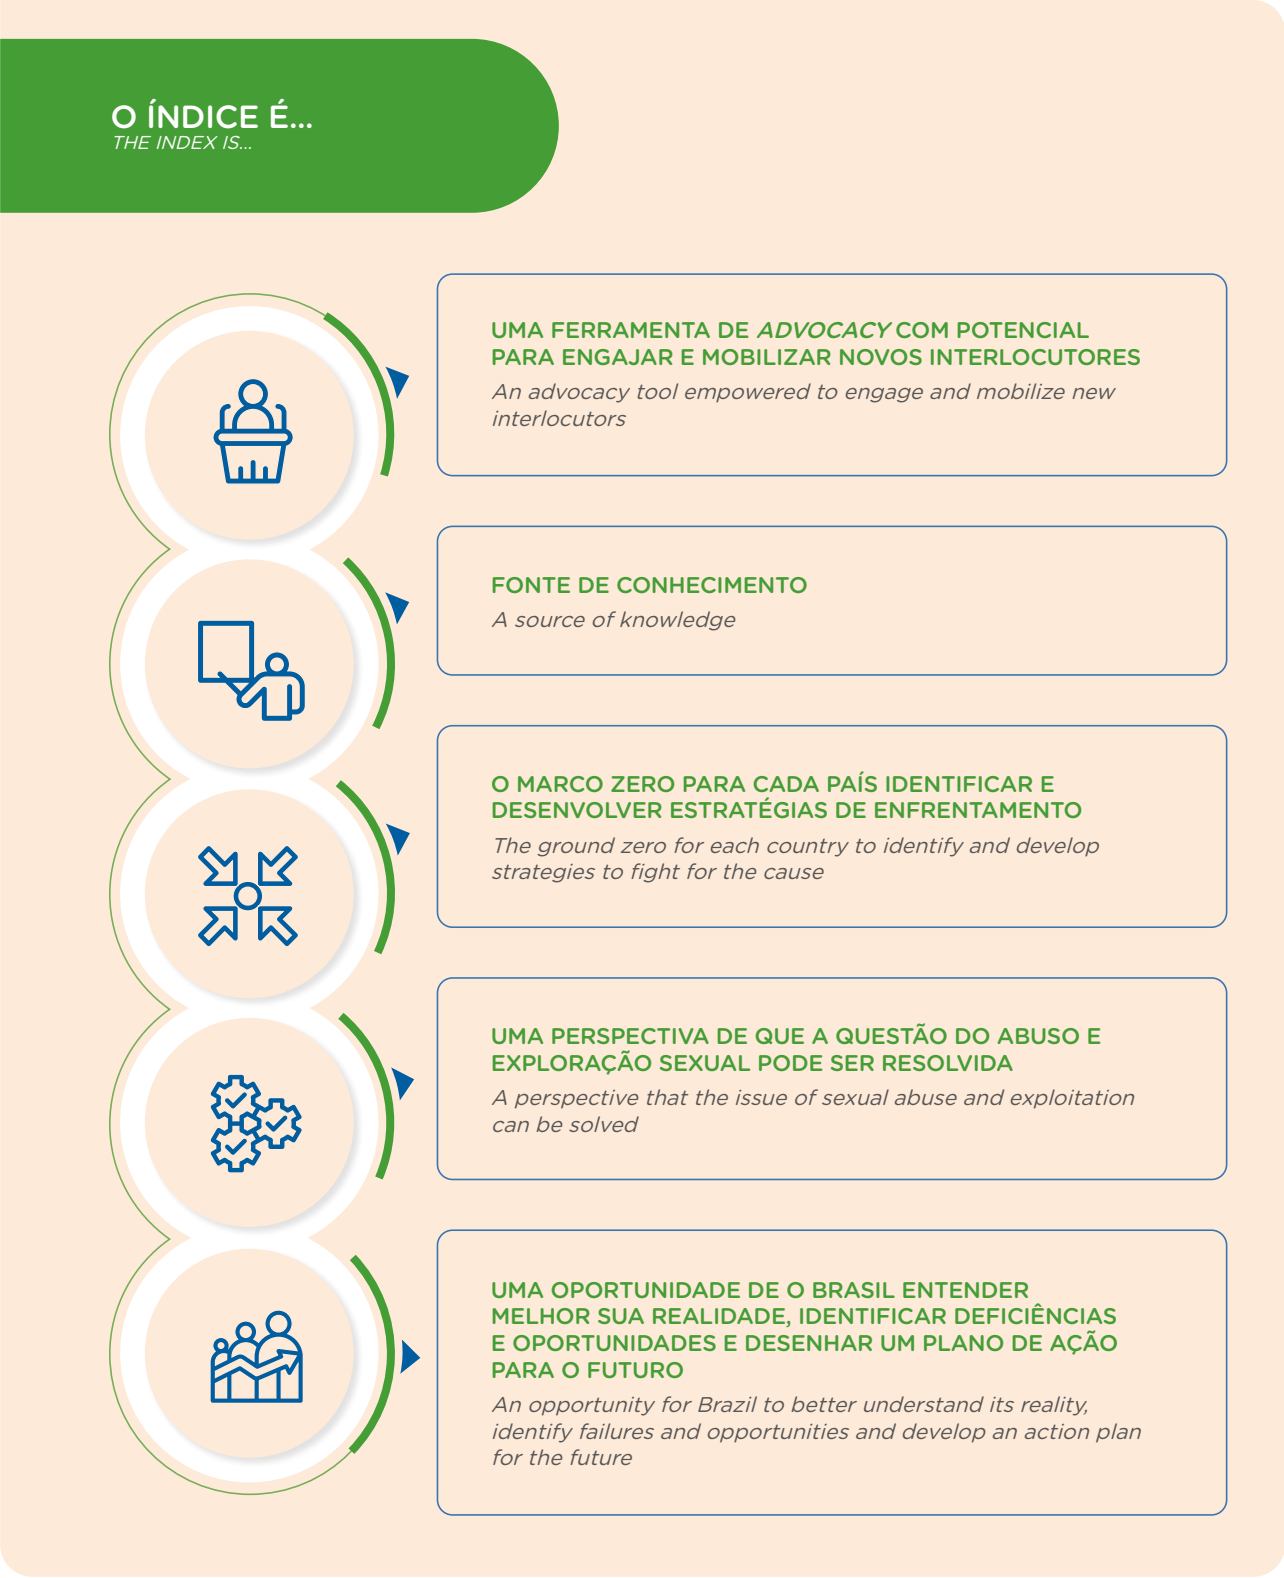 O ÍNDICE É...
THE INDEX IS...
UMA FERRAMENTA DE ADVOCACY COM POTENCIAL
PARA ENGAJAR E MOBILIZAR NOVOS INTERLOCUTORES
An advocacy tool empowered to engage and mobilize new
interlocutors
FONTE DE CONHECIMENTO
A source of knowledge
O MARCO ZERO PARA CADA PAÍS IDENTIFICAR E
DESENVOLVER ESTRATÉGIAS DE ENFRENTAMENTO
The ground zero for each country to identify and develop
strategies to fight for the cause
UMA PERSPECTIVA DE QUE A QUESTÃO DO ABUSO E
EXPLORAÇÃO SEXUAL PODE SER RESOLVIDA
A perspective that the issue of sexual abuse and exploitation
can be solved
UMA OPORTUNIDADE DE O BRASIL ENTENDER
MELHOR SUA REALIDADE, IDENTIFICAR DEFICIÊNCIAS
E OPORTUNIDADES E DESENHAR UM PLANO DE AÇÃO
PARA O FUTURO
An opportunity for Brazil to better understand its reality,
identify failures and opportunities and develop an action plan
for the future